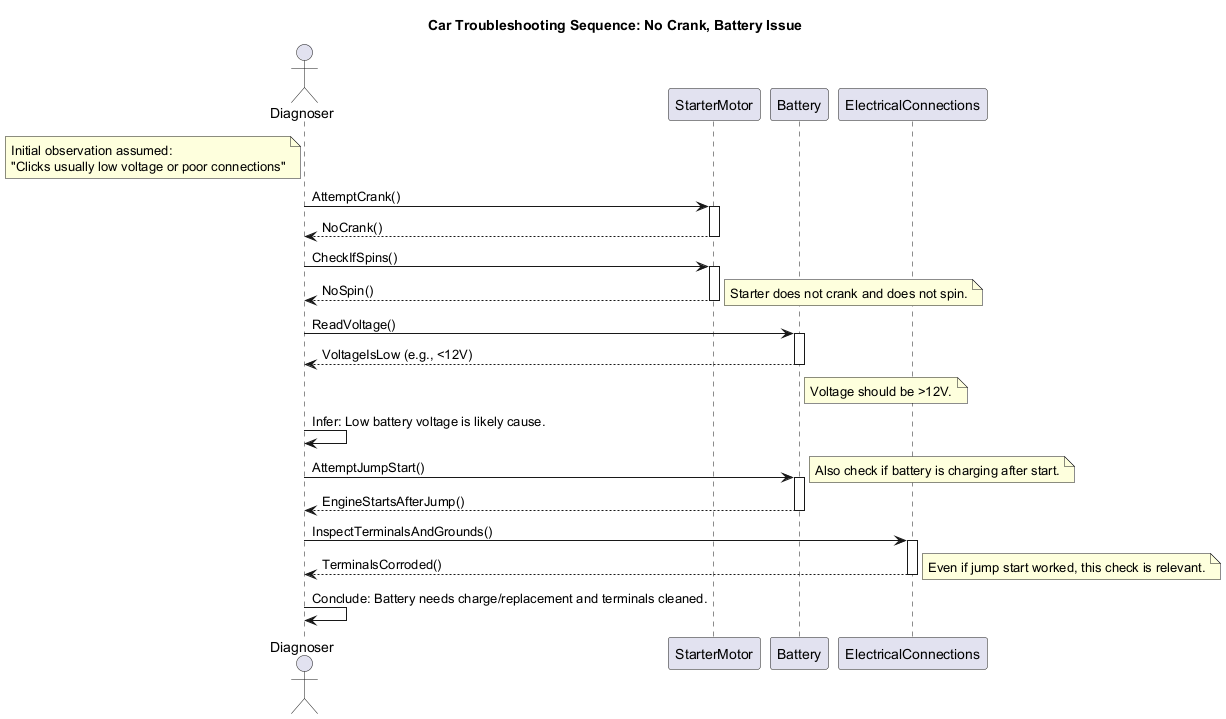 Car Troubleshooting Sequence: No Crank, Battery Issue
Diagnoser
StarterMotor
Battery
ElectricalConnections
Initial observation assumed:
"Clicks usually low voltage or poor connections"
AttemptCrank()
NoCrank()
CheckIfSpins()
NoSpin()
Starter does not crank and does not spin.
ReadVoltage()
VoltageIsLow (e.g., <12V)
Voltage should be >12V.
Infer: Low battery voltage is likely cause.
AttemptJumpStart()
Also check if battery is charging after start.
EngineStartsAfterJump()
InspectTerminalsAndGrounds()
TerminalsCorroded()
Even if jump start worked, this check is relevant.
Conclude: Battery needs charge/replacement and terminals cleaned.
Diagnoser
StarterMotor
Battery
ElectricalConnections